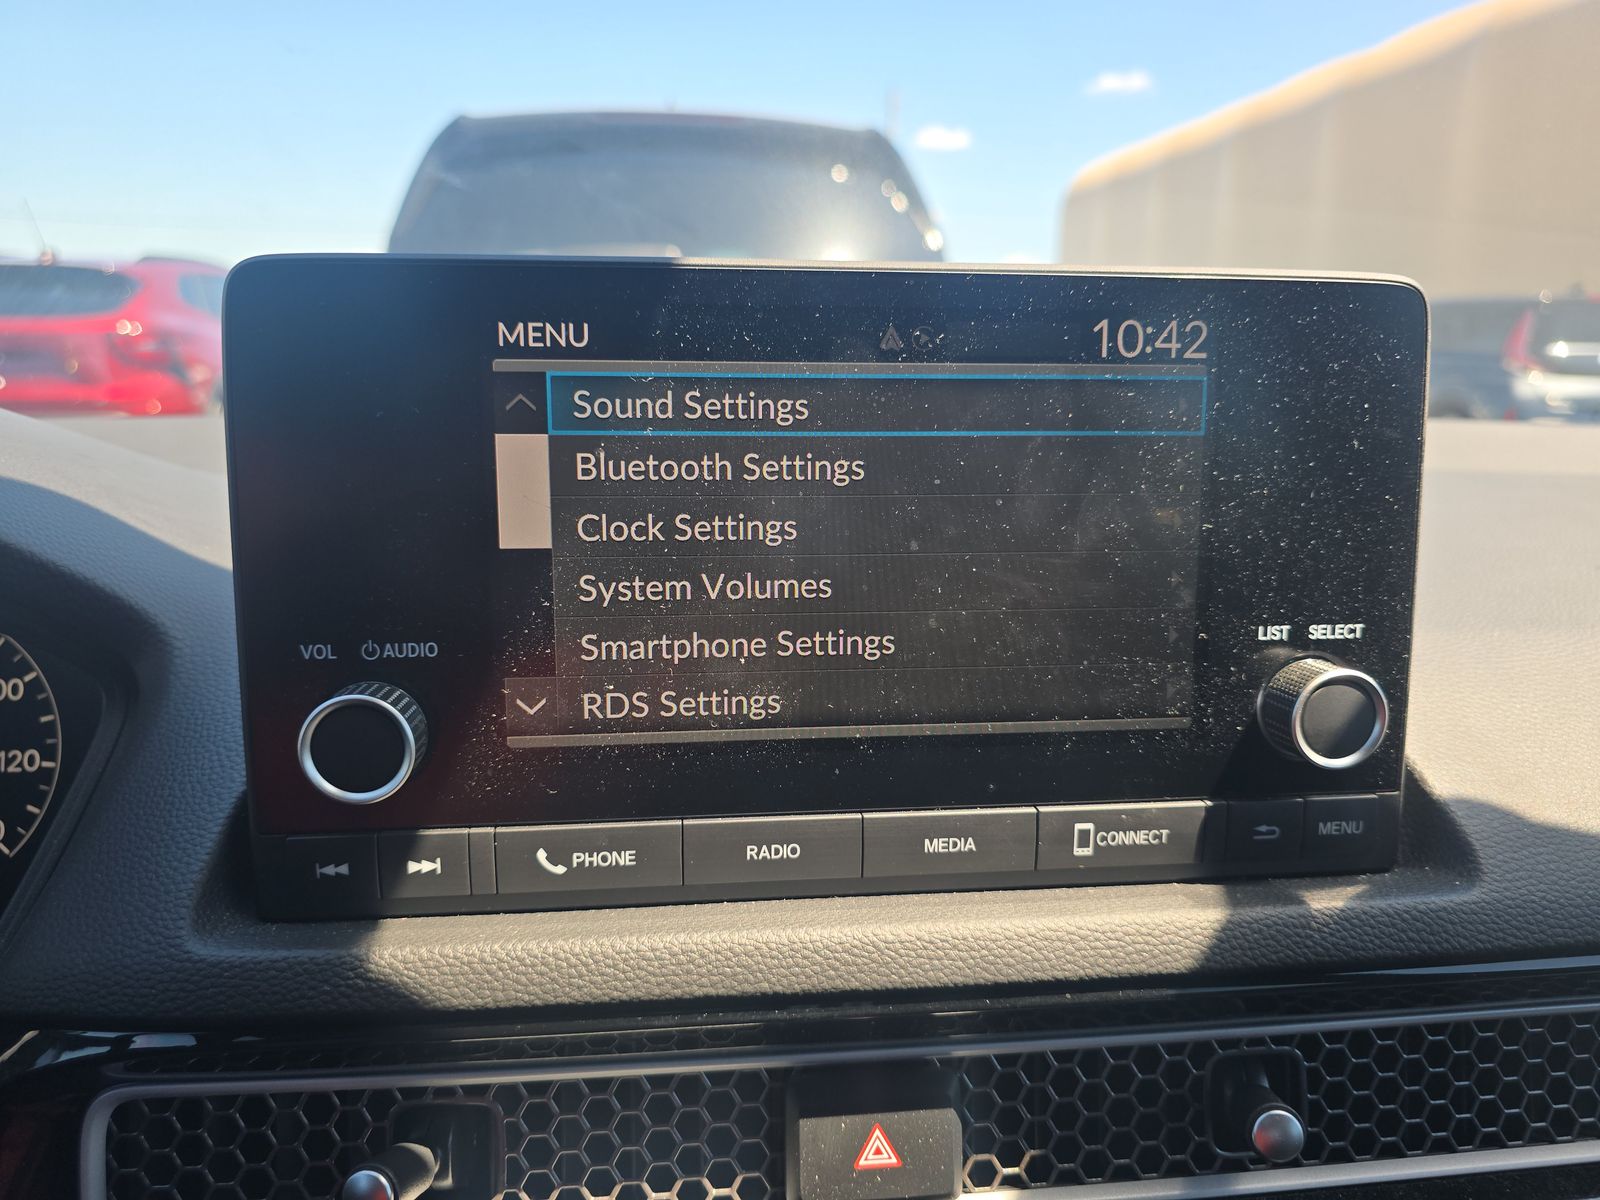 MENU 10:42
Sound Settings
Bluetooth Settings
Clock Settings
System Volumes
Smartphone Settings
RDS Settings
VOL AUDIO
LIST SELECT
PHONE RADIO MEDIA CONNECT MENU
120